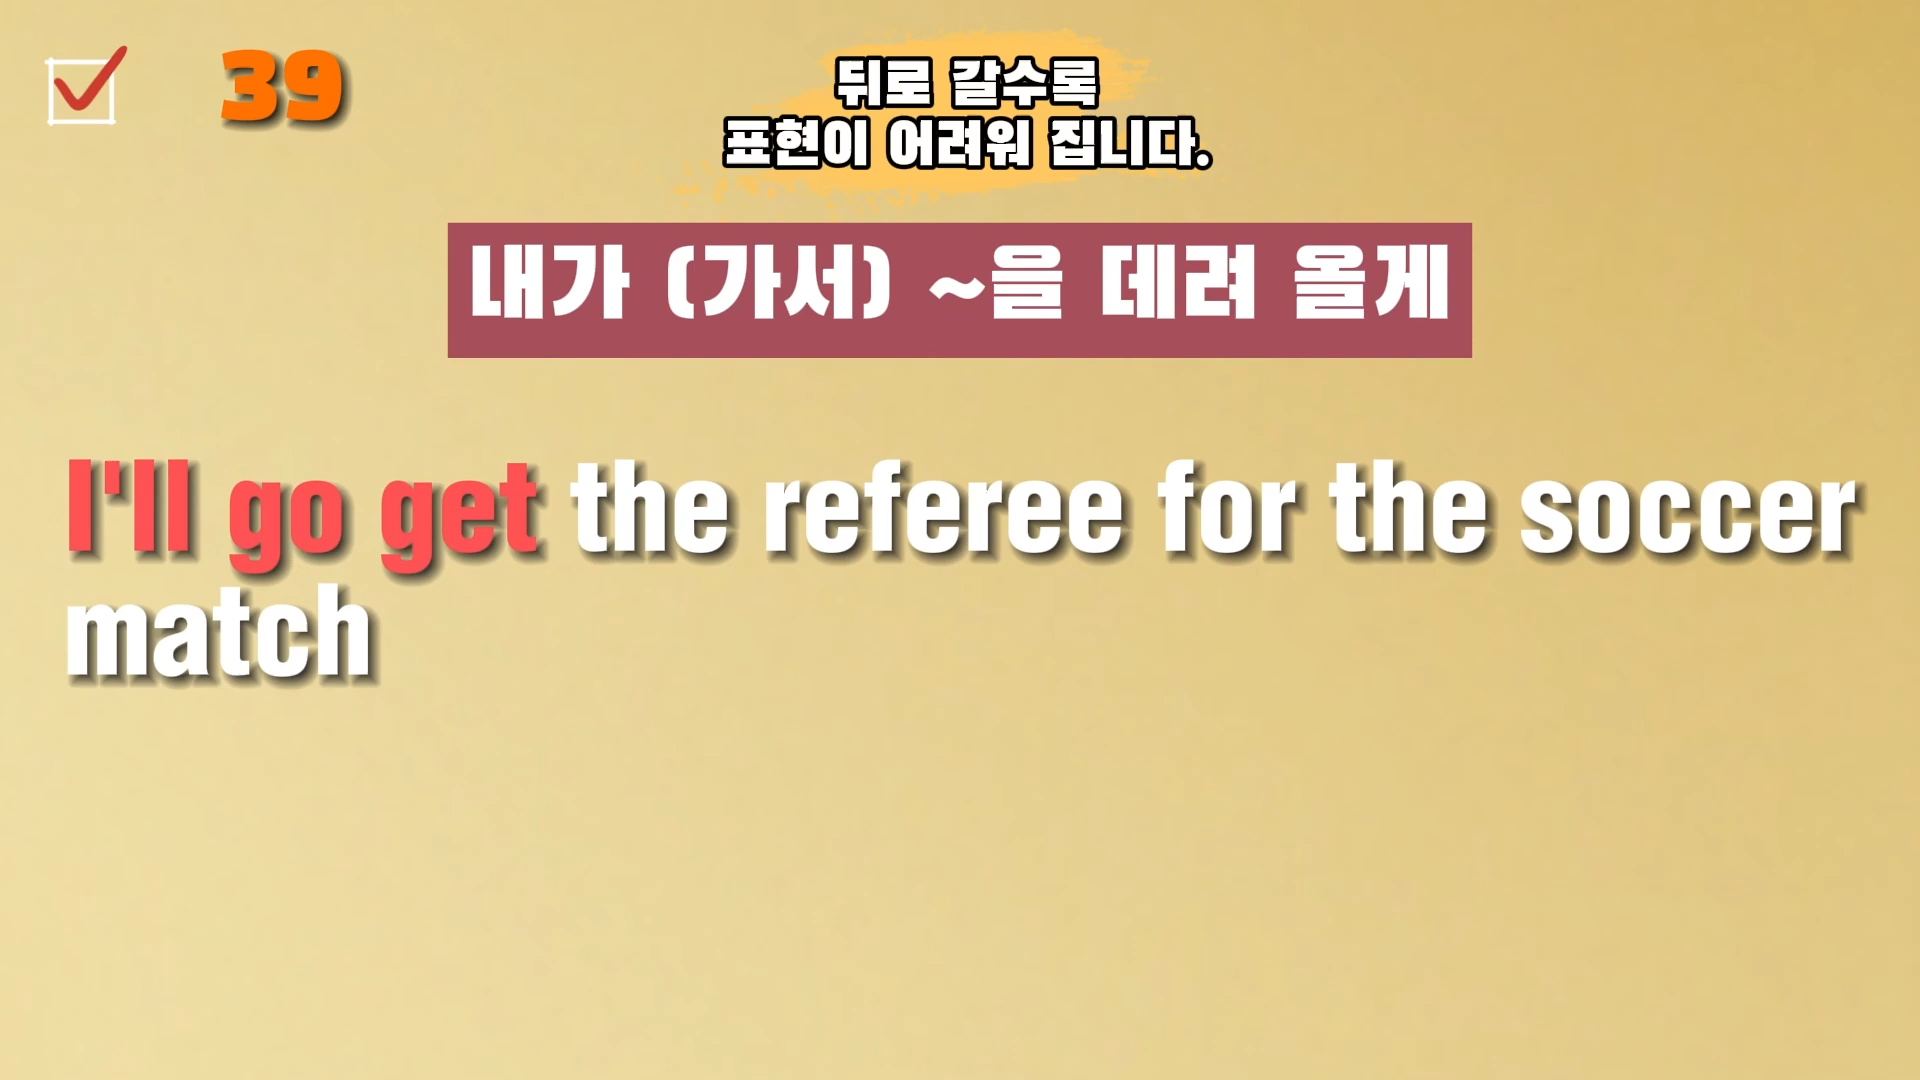 39
뒤로 갈수록
표현이 어려워 집니다.
내가 (가서) ~을 데려 올게
I'll go get the referee for the soccer
match